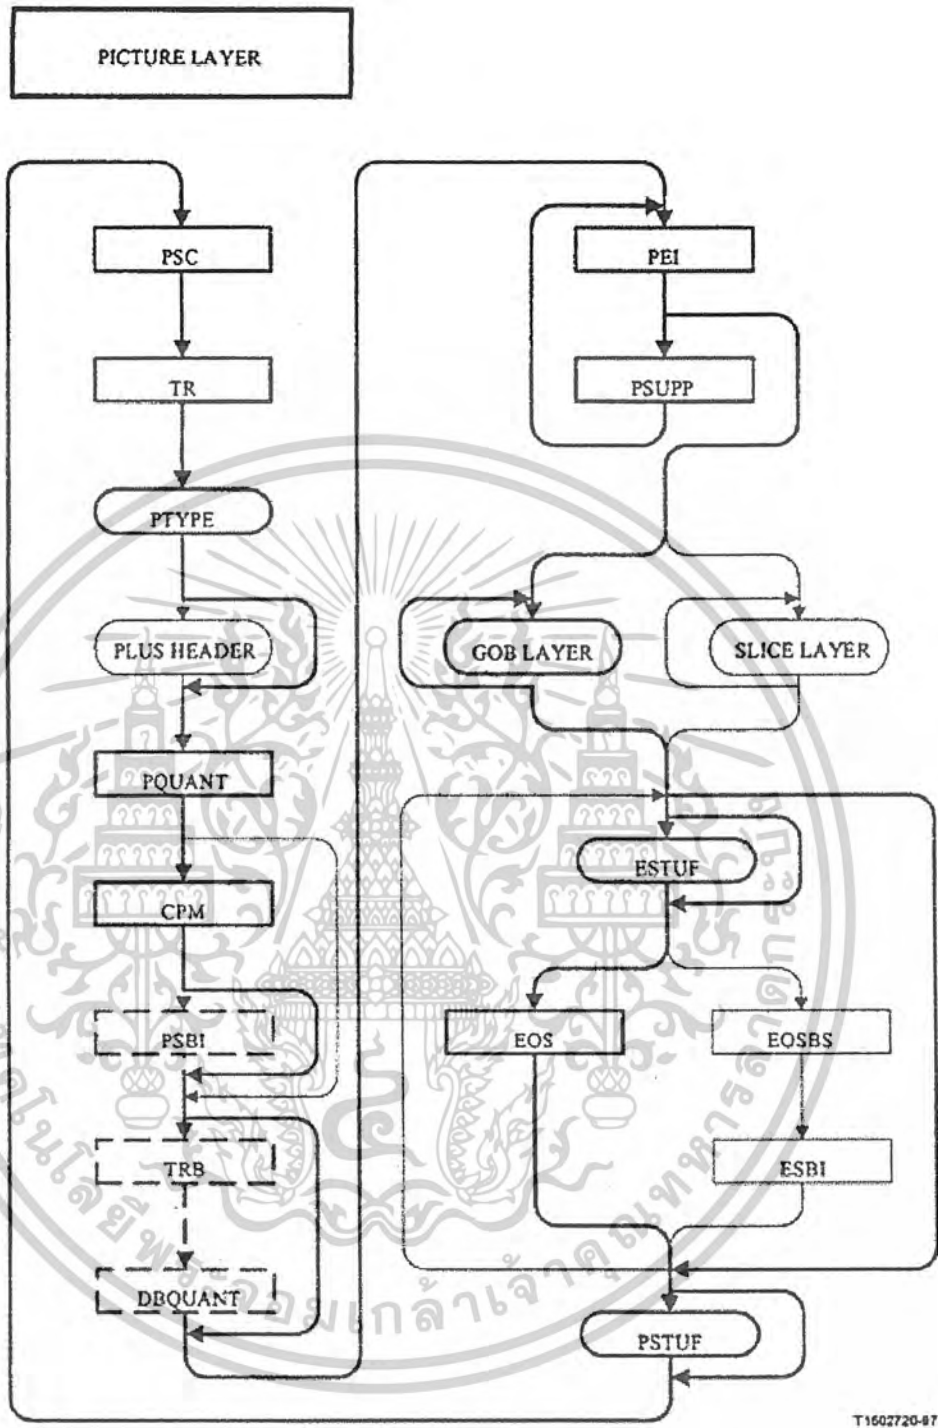 PICTURE LAYER
PSC
TR
PTYPE
PLUS HEADER
PQUANT
CPM
PSBI
TRB
DBQUANT
PEI
PSUPP
GOB LAYER
SLICE LAYER
ESTUF
EOS
EOSBS
ESBI
PSTUF
T1602720-97